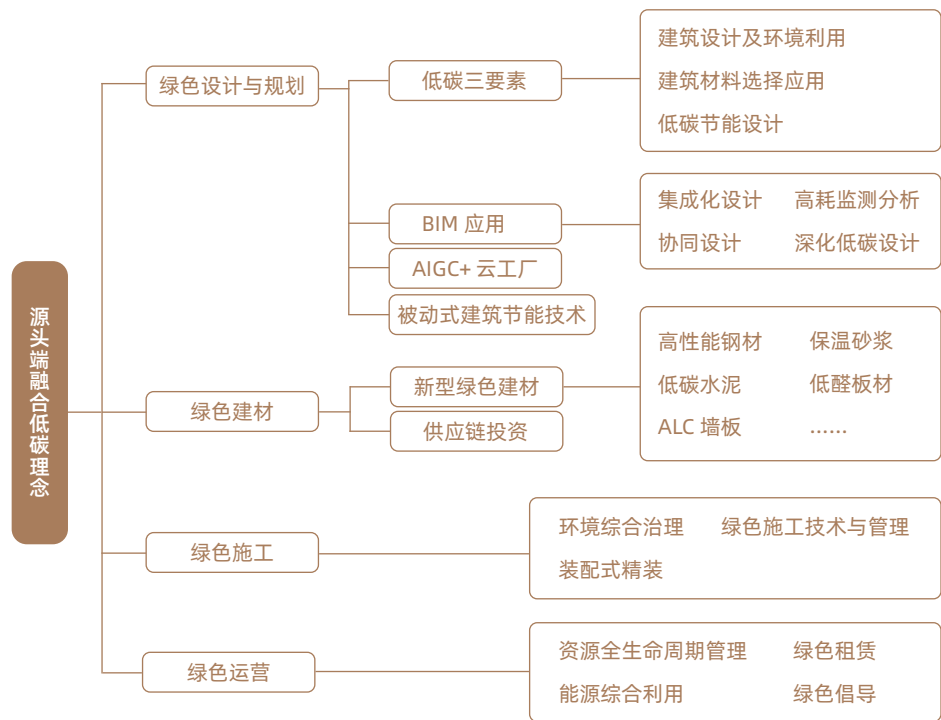 源头端融合低碳理念
绿色设计与规划
低碳三要素
建筑设计及环境利用
建筑材料选择应用
低碳节能设计
BIM 应用
集成化设计 高耗监测分析
协同设计 深化低碳设计
AIGC+ 云工厂
被动式建筑节能技术
绿色建材
新型绿色建材
高性能钢材 保温砂浆
低碳水泥 低醛板材
ALC 墙板 ……
供应链投资
绿色施工
环境综合治理 绿色施工技术与管理
装配式精装
绿色运营
资源全生命周期管理 绿色租赁
能源综合利用 绿色倡导